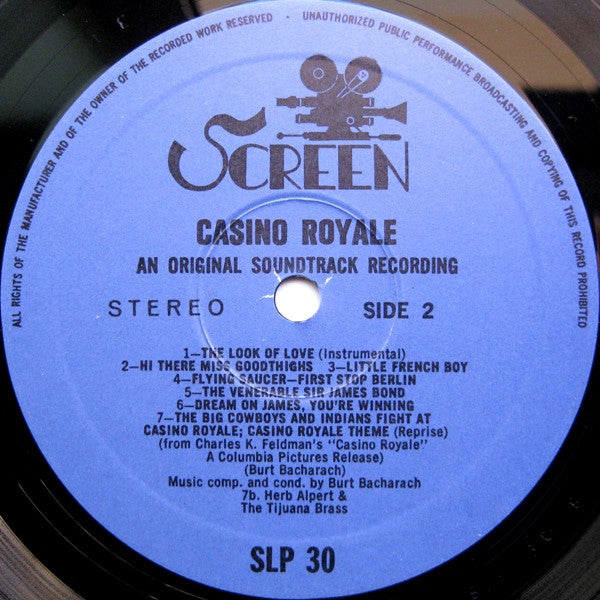 ALL RIGHTS OF THE MANUFACTURER AND OF THE OWNER OF THE RECORDED WORK RESERVED · UNAUTHORIZED PUBLIC PERFORMANCE BROADCASTING AND COPYING OF THIS RECORD PROHIBITED
SCREEN
CASINO ROYALE
AN ORIGINAL SOUNDTRACK RECORDING
STEREO SIDE 2
1—THE LOOK OF LOVE (Instrumental)
2—HI THERE MISS GOODTHIGHS 3—LITTLE FRENCH BOY
4—FLYING SAUCER—FIRST STOP BERLIN
5—THE VENERABLE SIR JAMES BOND
6—DREAM ON JAMES, YOU'RE WINNING
7—THE BIG COWBOYS AND INDIANS FIGHT AT
CASINO ROYALE; CASINO ROYALE THEME (Reprise)
(from Charles K. Feldman's "Casino Royale"
A Columbia Pictures Release)
(Burt Bacharach)
Music comp. and cond. by Burt Bacharach
7b. Herb Alpert &
The Tijuana Brass
SLP 30